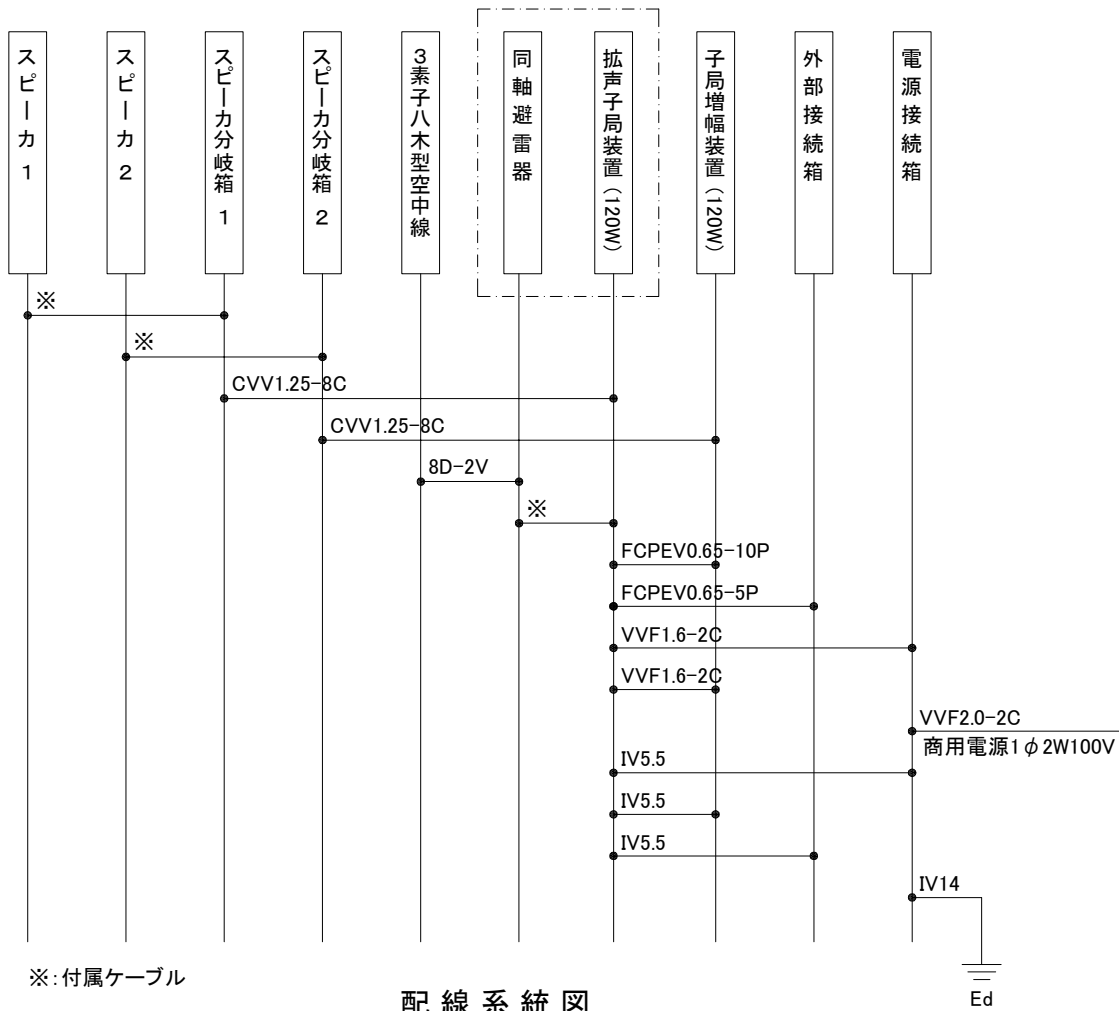 スピーカ 1
スピーカ 2
スピーカ分岐箱 1
スピーカ分岐箱 2
3素子八木型空中線
同軸避雷器
拡声子局装置(120W)
子局増幅装置(120W)
外部接続箱
電源接続箱
※
※
CVV1.25-8C
CVV1.25-8C
8D-2V
※
FCPEV0.65-10P
FCPEV0.65-5P
VVF1.6-2C
VVF1.6-2C
VVF2.0-2C
商用電源1φ2W100V
IV5.5
IV5.5
IV5.5
IV14
Ed
※:付属ケーブル
配線系統図